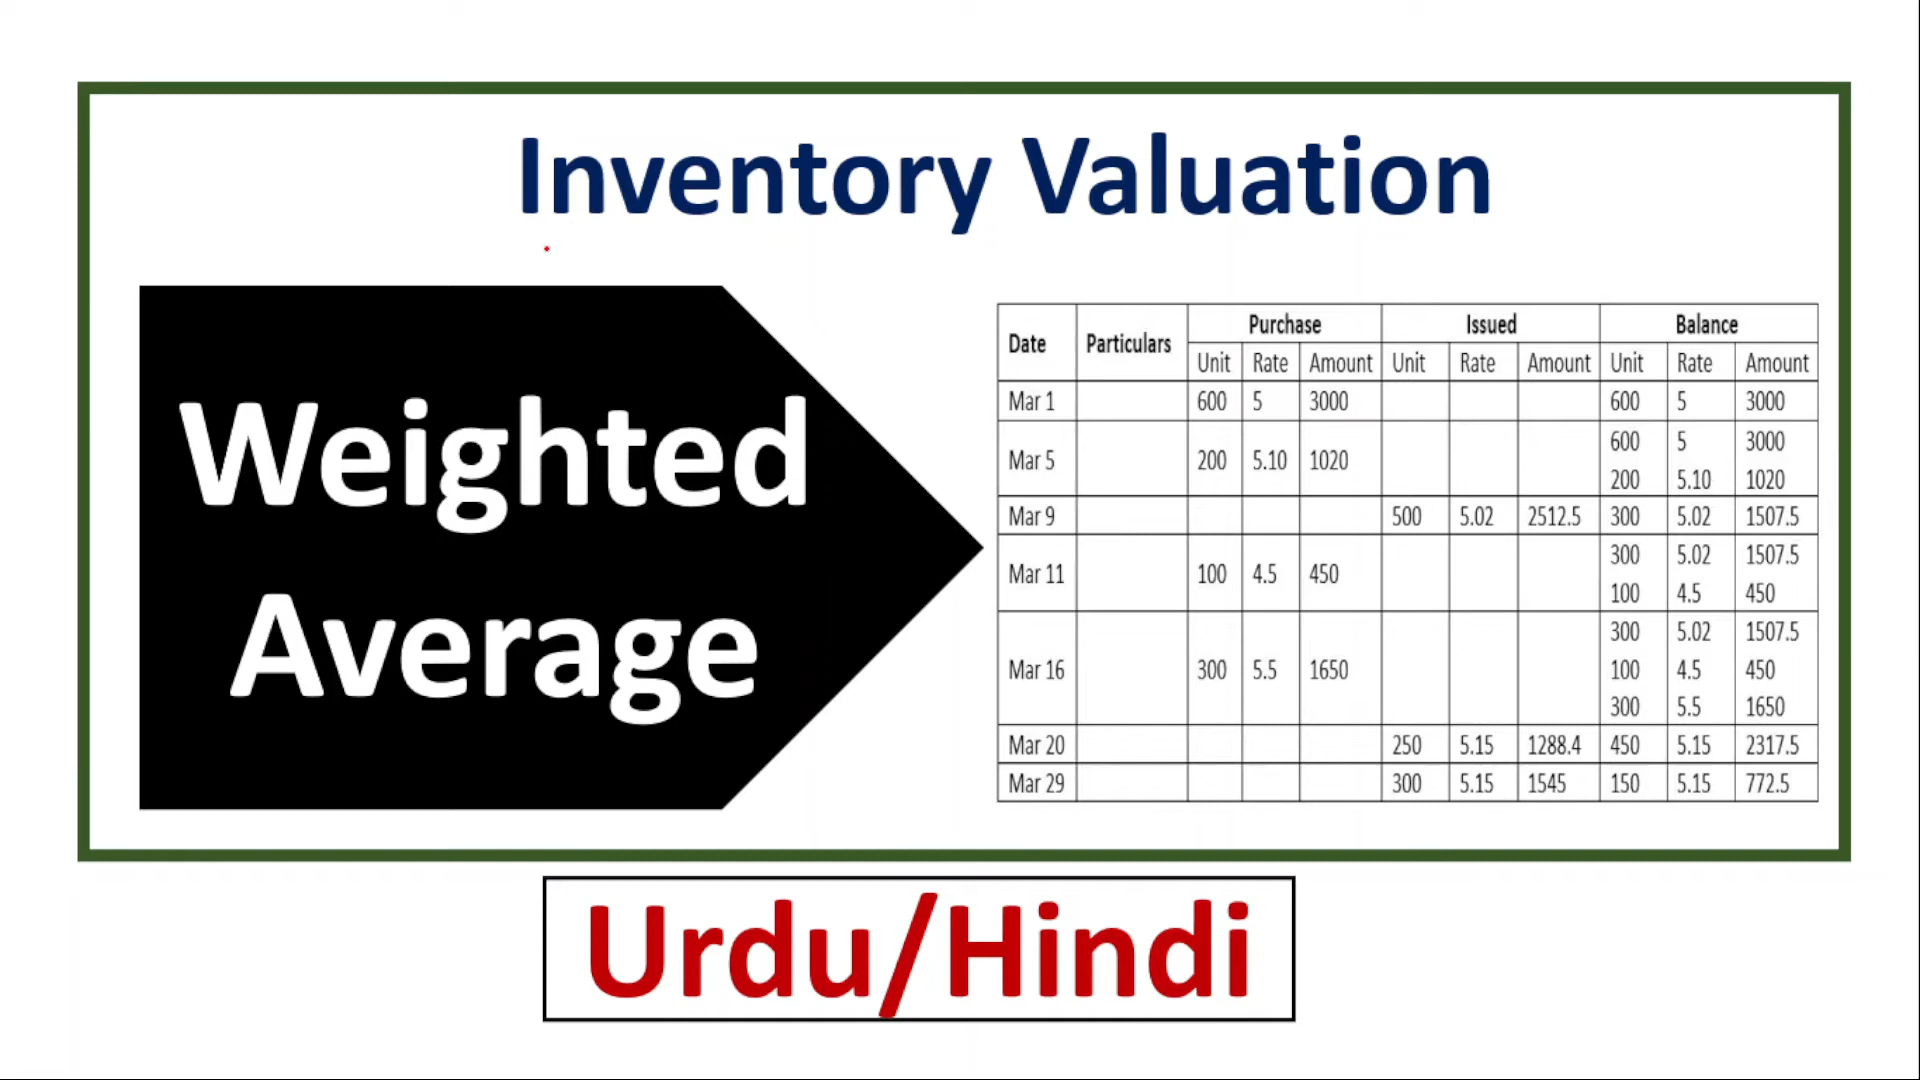 Inventory Valuation
Weighted
Average
Date Particulars Purchase Issued Balance
Unit Rate Amount Unit Rate Amount Unit Rate Amount
Mar 1 600 5 3000 600 5 3000
Mar 5 200 5.10 1020 600 5 3000
200 5.10 1020
Mar 9 500 5.02 2512.5 300 5.02 1507.5
Mar 11 100 4.5 450 300 5.02 1507.5
100 4.5 450
Mar 16 300 5.5 1650 300 5.02 1507.5
100 4.5 450
300 5.5 1650
Mar 20 250 5.15 1288.4 450 5.15 2317.5
Mar 29 300 5.15 1545 150 5.15 772.5
Urdu/Hindi